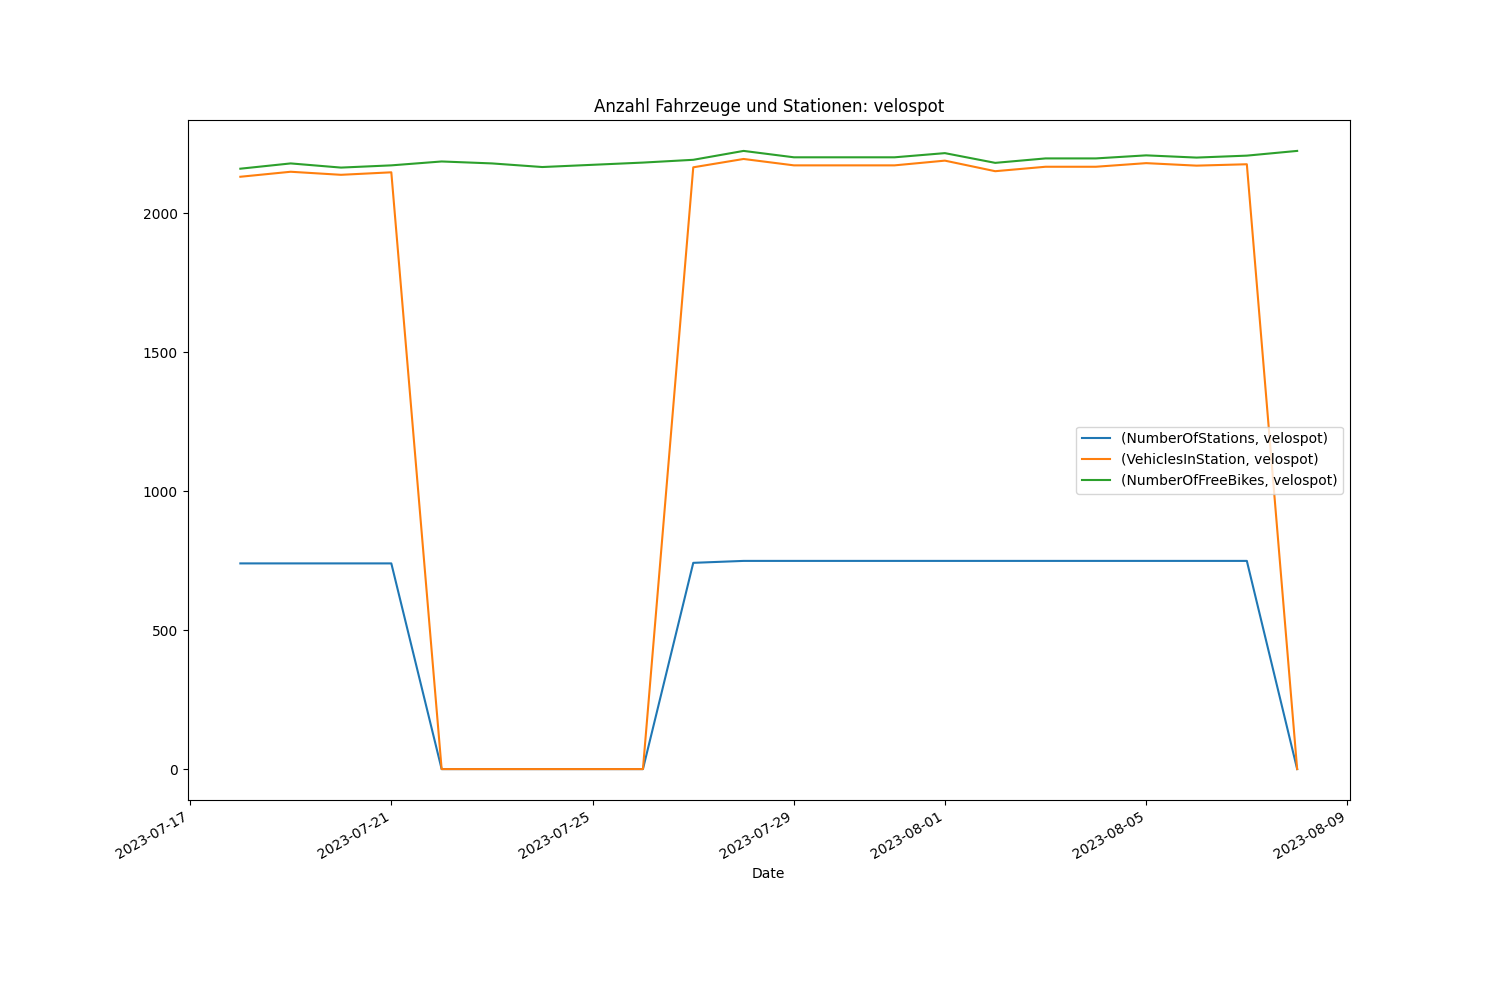 Anzahl Fahrzeuge und Stationen: velospot
2000
1500
1000
500
0
(NumberOfStations, velospot)
(VehiclesInStation, velospot)
(NumberOfFreeBikes, velospot)
2023-07-17
2023-07-21
2023-07-25
2023-07-29
2023-08-01
2023-08-05
2023-08-09
Date